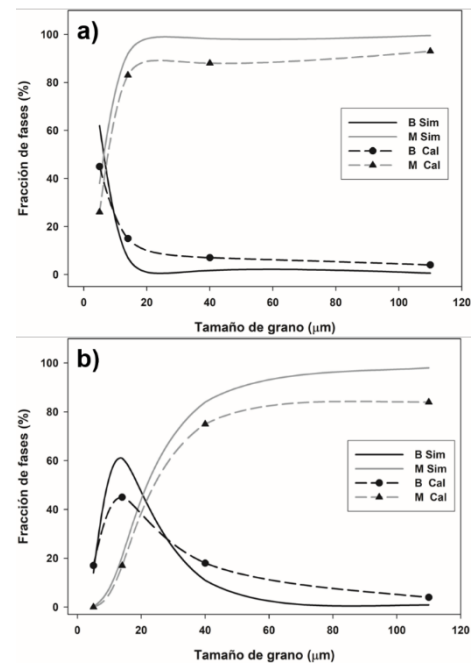 a)
Fracción de fases (%)
100
80
60
40
20
0
B Sim
M Sim
B Cal
M Cal
0 20 40 60 80 100 120
Tamaño de grano (μm)
b)
Fracción de fases (%)
100
80
60
40
20
0
B Sim
M Sim
B Cal
M Cal
0 20 40 60 80 100 120
Tamaño de grano (μm)